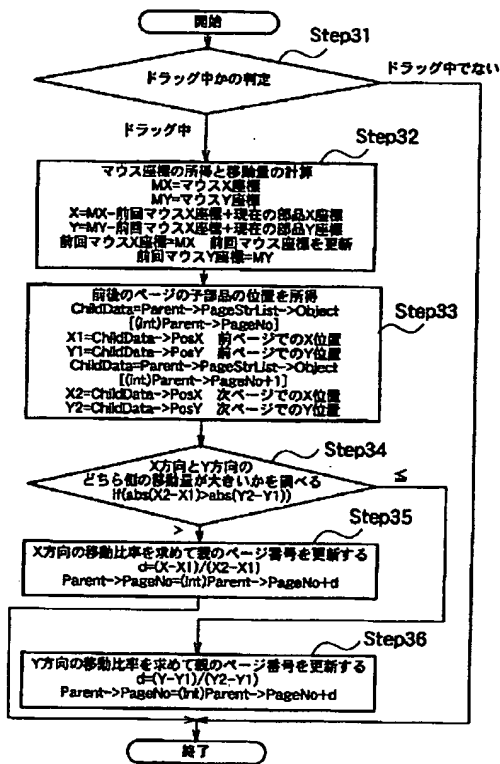 開始
Step31
ドラッグ中かの判定
ドラッグ中でない
ドラッグ中
Step32
マウス座標の所得と移動量の計算
MX=マウスX座標
MY=マウスY座標
X=MX-前回マウスX座標+現在の部品X座標
Y=MY-前回マウスY座標+現在の部品Y座標
前回マウスX座標=MX 前回マウス座標を更新
前回マウスY座標=MY
Step33
前後のページの子部品の位置を所得
ChildData=Parent->PageStrList->Object
[(Int)Parent->PageNo]
X1=ChildData->PosX 前ページでのX位置
Y1=ChildData->PosY 前ページでのY位置
ChildData=Parent->PageStrList->Object
[(Int)Parent->PageNo+1]
X2=ChildData->PosX 次ページでのX位置
Y2=ChildData->PosY 次ページでのY位置
Step34
X方向とY方向の
どちら側の移動量が大きいかを調べる
if(abs(X2-X1)>abs(Y2-Y1))
≦
>
Step35
X方向の移動比率を求めて親のページ番号を更新する
d=(X-X1)/(X2-X1)
Parent->PageNo=(Int)Parent->PageNo+d
Step36
Y方向の移動比率を求めて親のページ番号を更新する
d=(Y-Y1)/(Y2-Y1)
Parent->PageNo=(Int)Parent->PageNo+d
終了